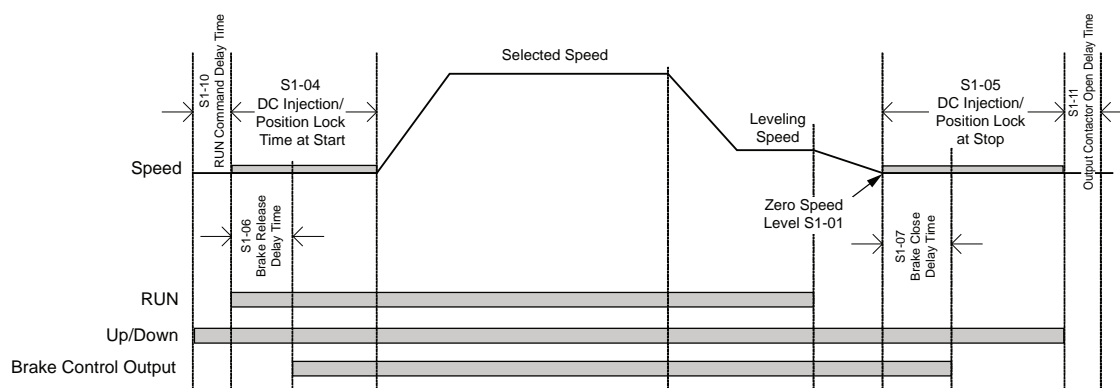 Selected Speed
S1-10
RUN Command Delay Time
S1-04
DC Injection/
Position Lock
Time at Start
S1-05
DC Injection/
Position Lock
at Stop
S1-11
Output Contactor Open Delay Time
Leveling
Speed
Speed
Zero Speed
Level S1-01
S1-06
Brake Release
Delay Time
S1-07
Brake Close
Delay Time
RUN
Up/Down
Brake Control Output